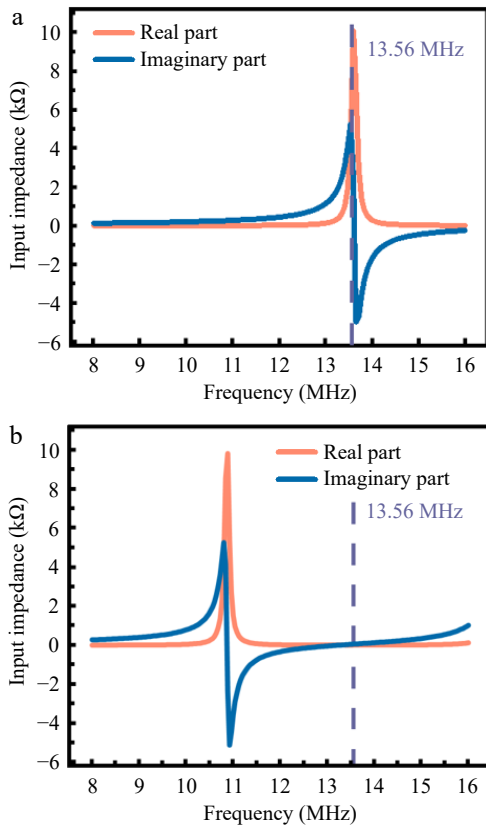 a
Real part
Imaginary part
13.56 MHz
Input impedance (kΩ)
10
8
6
4
2
0
−2
−4
−6
8 9 10 11 12 13 14 15 16
Frequency (MHz)
b
Real part
Imaginary part
13.56 MHz
Input impedance (kΩ)
10
8
6
4
2
0
−2
−4
−6
8 9 10 11 12 13 14 15 16
Frequency (MHz)